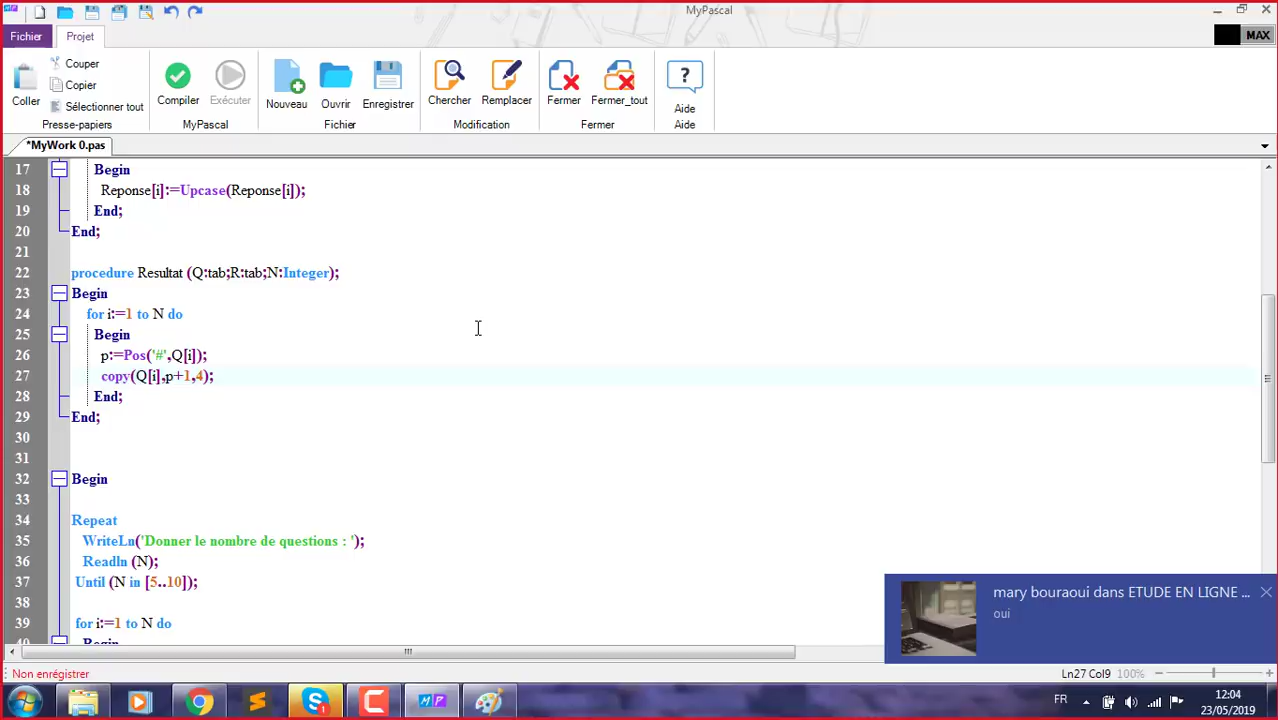 MyPascal
Fichier
Projet
MAX
Coller
Couper
Copier
Sélectionner tout
Presse-papiers
Compiler
Exécuter
MyPascal
Nouveau
Ouvrir
Enregistrer
Fichier
Chercher
Remplacer
Modification
Fermer
Fermer_tout
Fermer
?
Aide
Aide
*MyWork 0.pas
17 Begin
18 Reponse[i]:=Upcase(Reponse[i]);
19 End;
20 End;
21
22 procedure Resultat (Q:tab;R:tab;N:Integer);
23 Begin
24 for i:=1 to N do
25 Begin
26 p:=Pos('#',Q[i]);
27 copy(Q[i],p+1,4);
28 End;
29 End;
30
31
32 Begin
33
34 Repeat
35 WriteLn('Donner le nombre de questions : ');
36 Readln (N);
37 Until (N in [5..10]);
38
39 for i:=1 to N do
40 Begin
mary bouraoui dans ETUDE EN LIGNE ...
oui
Non enrégistrer
Ln27 Col9 100%
FR
12:04
23/05/2019